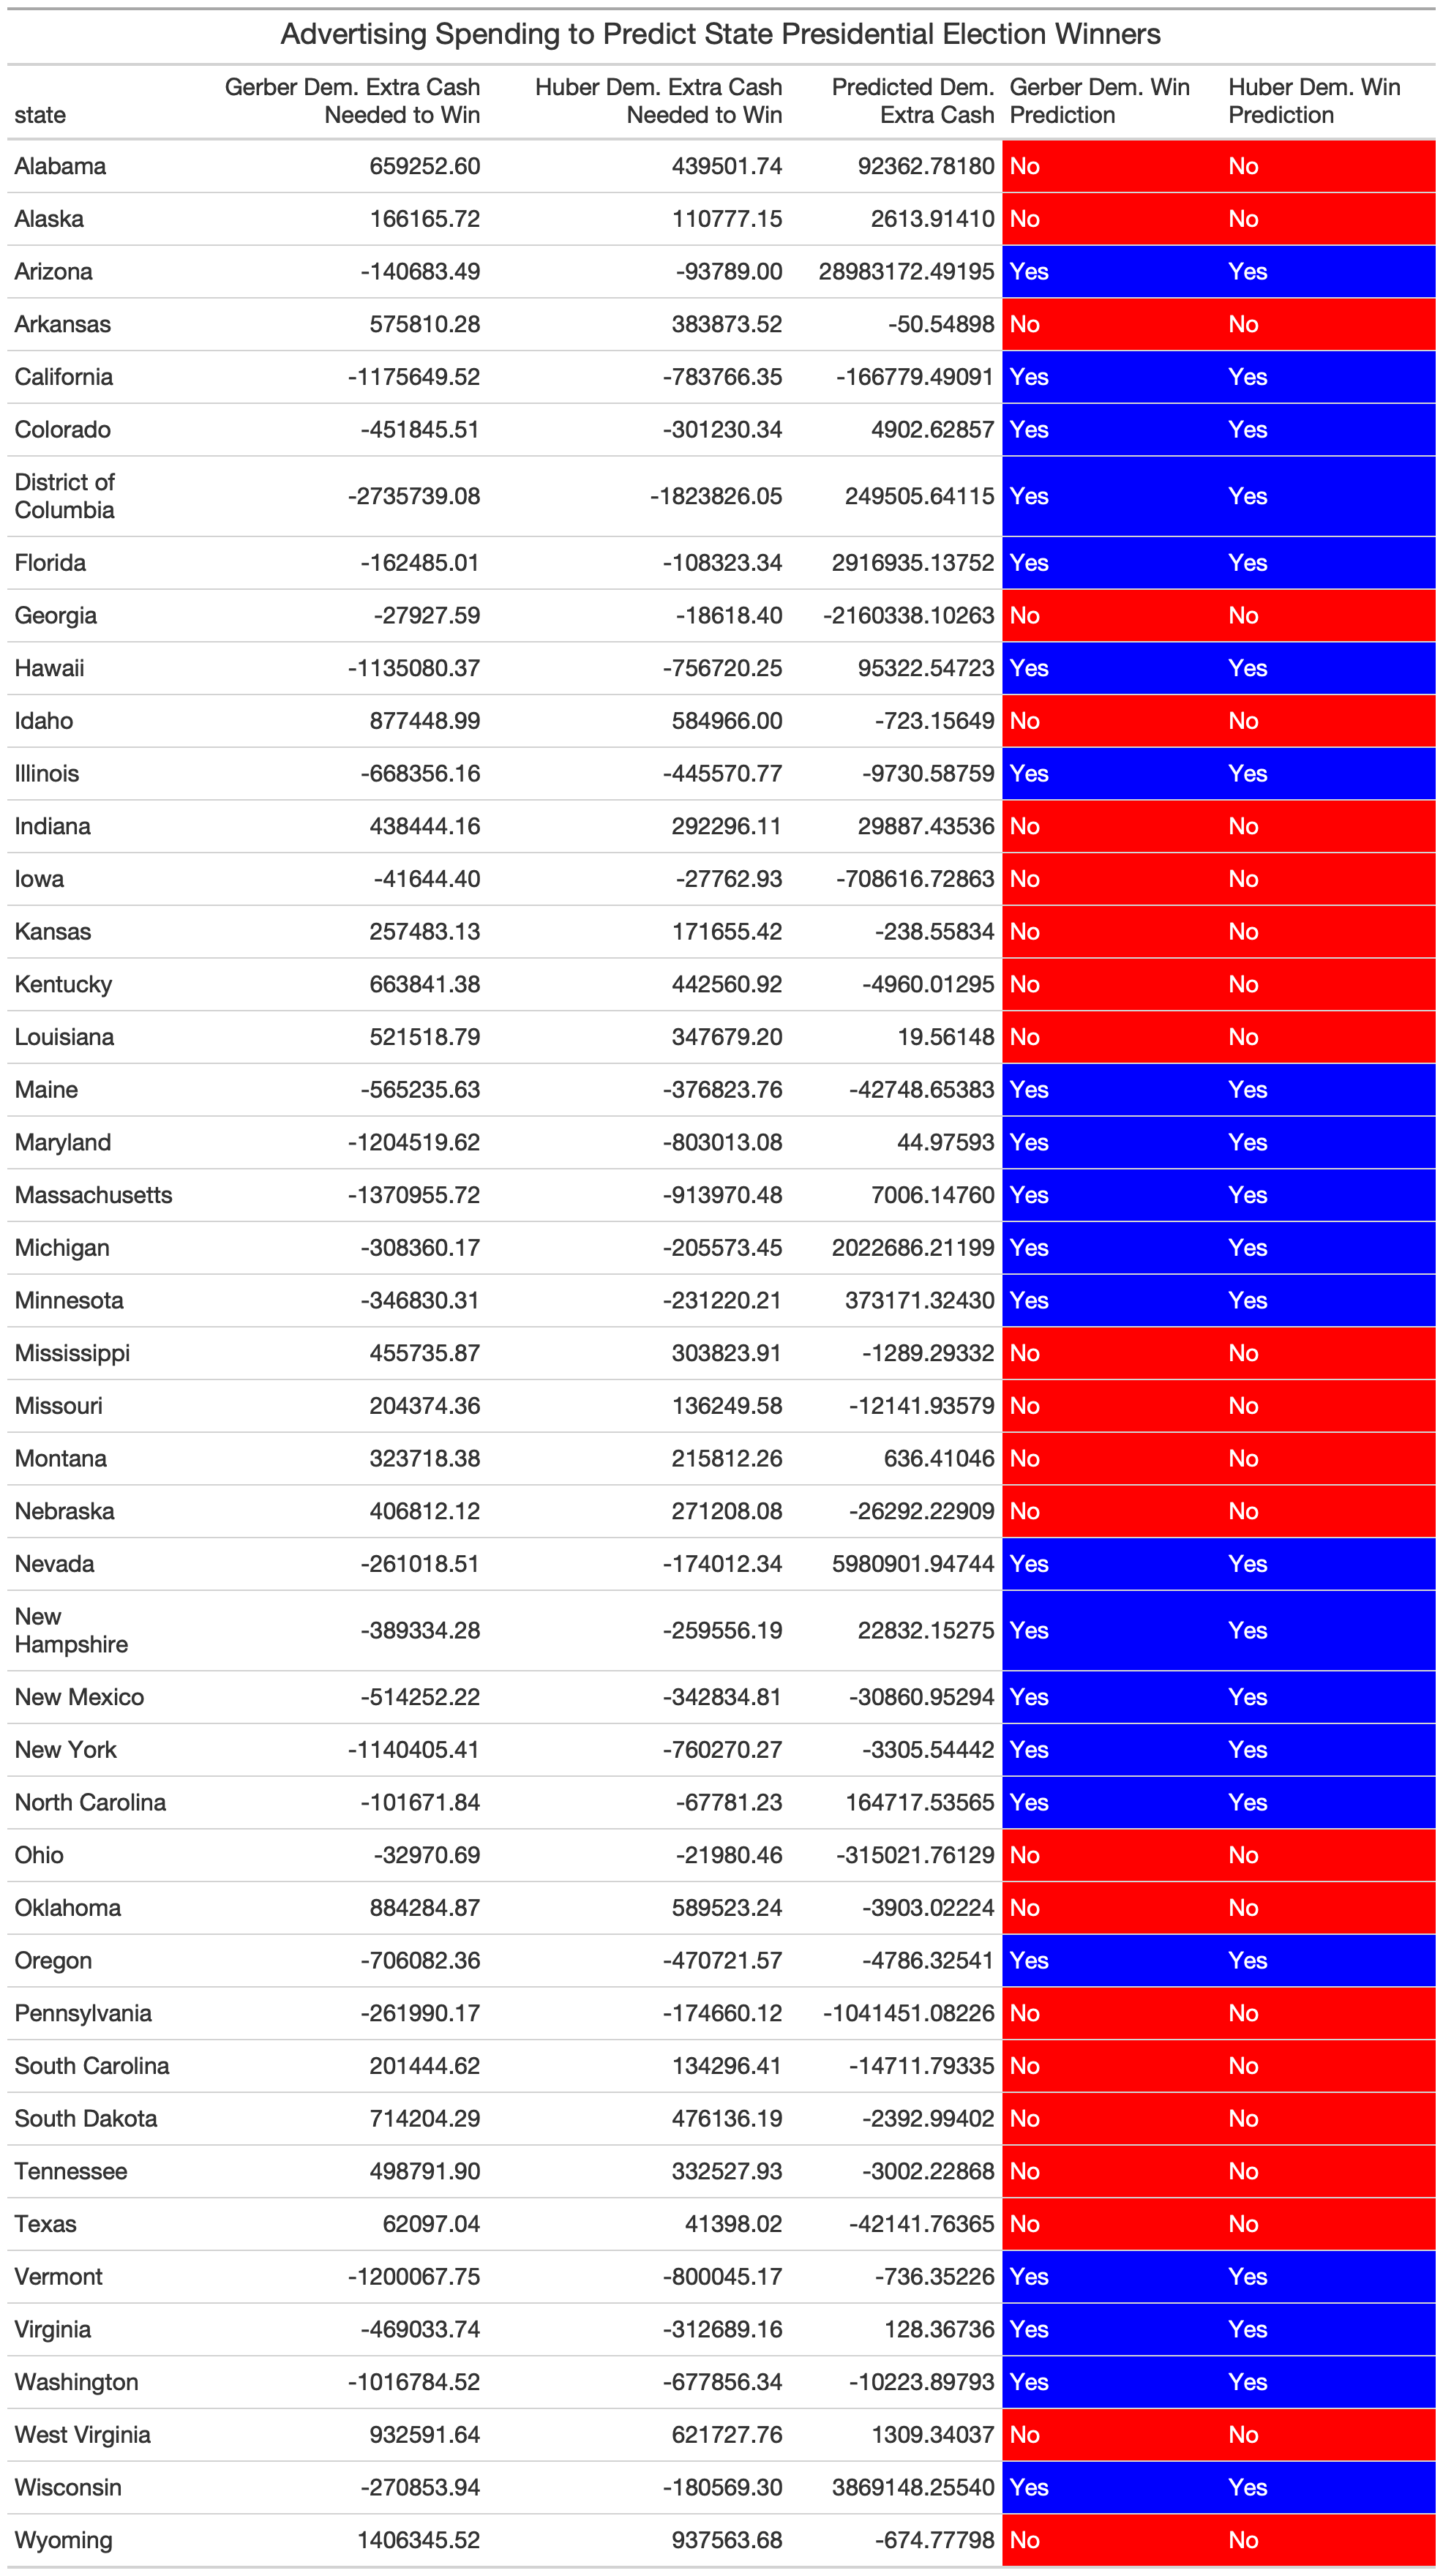 Advertising Spending to Predict State Presidential Election Winners
state Gerber Dem. Extra Cash Needed to Win Huber Dem. Extra Cash Needed to Win Predicted Dem. Extra Cash Gerber Dem. Win Prediction Huber Dem. Win Prediction
Alabama 659252.60 439501.74 92362.78180 No No
Alaska 166165.72 110777.15 2613.91410 No No
Arizona -140683.49 -93789.00 28983172.49195 Yes Yes
Arkansas 575810.28 383873.52 -50.54898 No No
California -1175649.52 -783766.35 -166779.49091 Yes Yes
Colorado -451845.51 -301230.34 4902.62857 Yes Yes
District of Columbia -2735739.08 -1823826.05 249505.64115 Yes Yes
Florida -162485.01 -108323.34 2916935.13752 Yes Yes
Georgia -27927.59 -18618.40 -2160338.10263 No No
Hawaii -1135080.37 -756720.25 95322.54723 Yes Yes
Idaho 877448.99 584966.00 -723.15649 No No
Illinois -668356.16 -445570.77 -9730.58759 Yes Yes
Indiana 438444.16 292296.11 29887.43536 No No
Iowa -41644.40 -27762.93 -708616.72863 No No
Kansas 257483.13 171655.42 -238.55834 No No
Kentucky 663841.38 442560.92 -4960.01295 No No
Louisiana 521518.79 347679.20 19.56148 No No
Maine -565235.63 -376823.76 -42748.65383 Yes Yes
Maryland -1204519.62 -803013.08 44.97593 Yes Yes
Massachusetts -1370955.72 -913970.48 7006.14760 Yes Yes
Michigan -308360.17 -205573.45 2022686.21199 Yes Yes
Minnesota -346830.31 -231220.21 373171.32430 Yes Yes
Mississippi 455735.87 303823.91 -1289.29332 No No
Missouri 204374.36 136249.58 -12141.93579 No No
Montana 323718.38 215812.26 636.41046 No No
Nebraska 406812.12 271208.08 -26292.22909 No No
Nevada -261018.51 -174012.34 5980901.94744 Yes Yes
New Hampshire -389334.28 -259556.19 22832.15275 Yes Yes
New Mexico -514252.22 -342834.81 -30860.95294 Yes Yes
New York -1140405.41 -760270.27 -3305.54442 Yes Yes
North Carolina -101671.84 -67781.23 164717.53565 Yes Yes
Ohio -32970.69 -21980.46 -315021.76129 No No
Oklahoma 884284.87 589523.24 -3903.02224 No No
Oregon -706082.36 -470721.57 -4786.32541 Yes Yes
Pennsylvania -261990.17 -174660.12 -1041451.08226 No No
South Carolina 201444.62 134296.41 -14711.79335 No No
South Dakota 714204.29 476136.19 -2392.99402 No No
Tennessee 498791.90 332527.93 -3002.22868 No No
Texas 62097.04 41398.02 -42141.76365 No No
Vermont -1200067.75 -800045.17 -736.35226 Yes Yes
Virginia -469033.74 -312689.16 128.36736 Yes Yes
Washington -1016784.52 -677856.34 -10223.89793 Yes Yes
West Virginia 932591.64 621727.76 1309.34037 No No
Wisconsin -270853.94 -180569.30 3869148.25540 Yes Yes
Wyoming 1406345.52 937563.68 -674.77798 No No